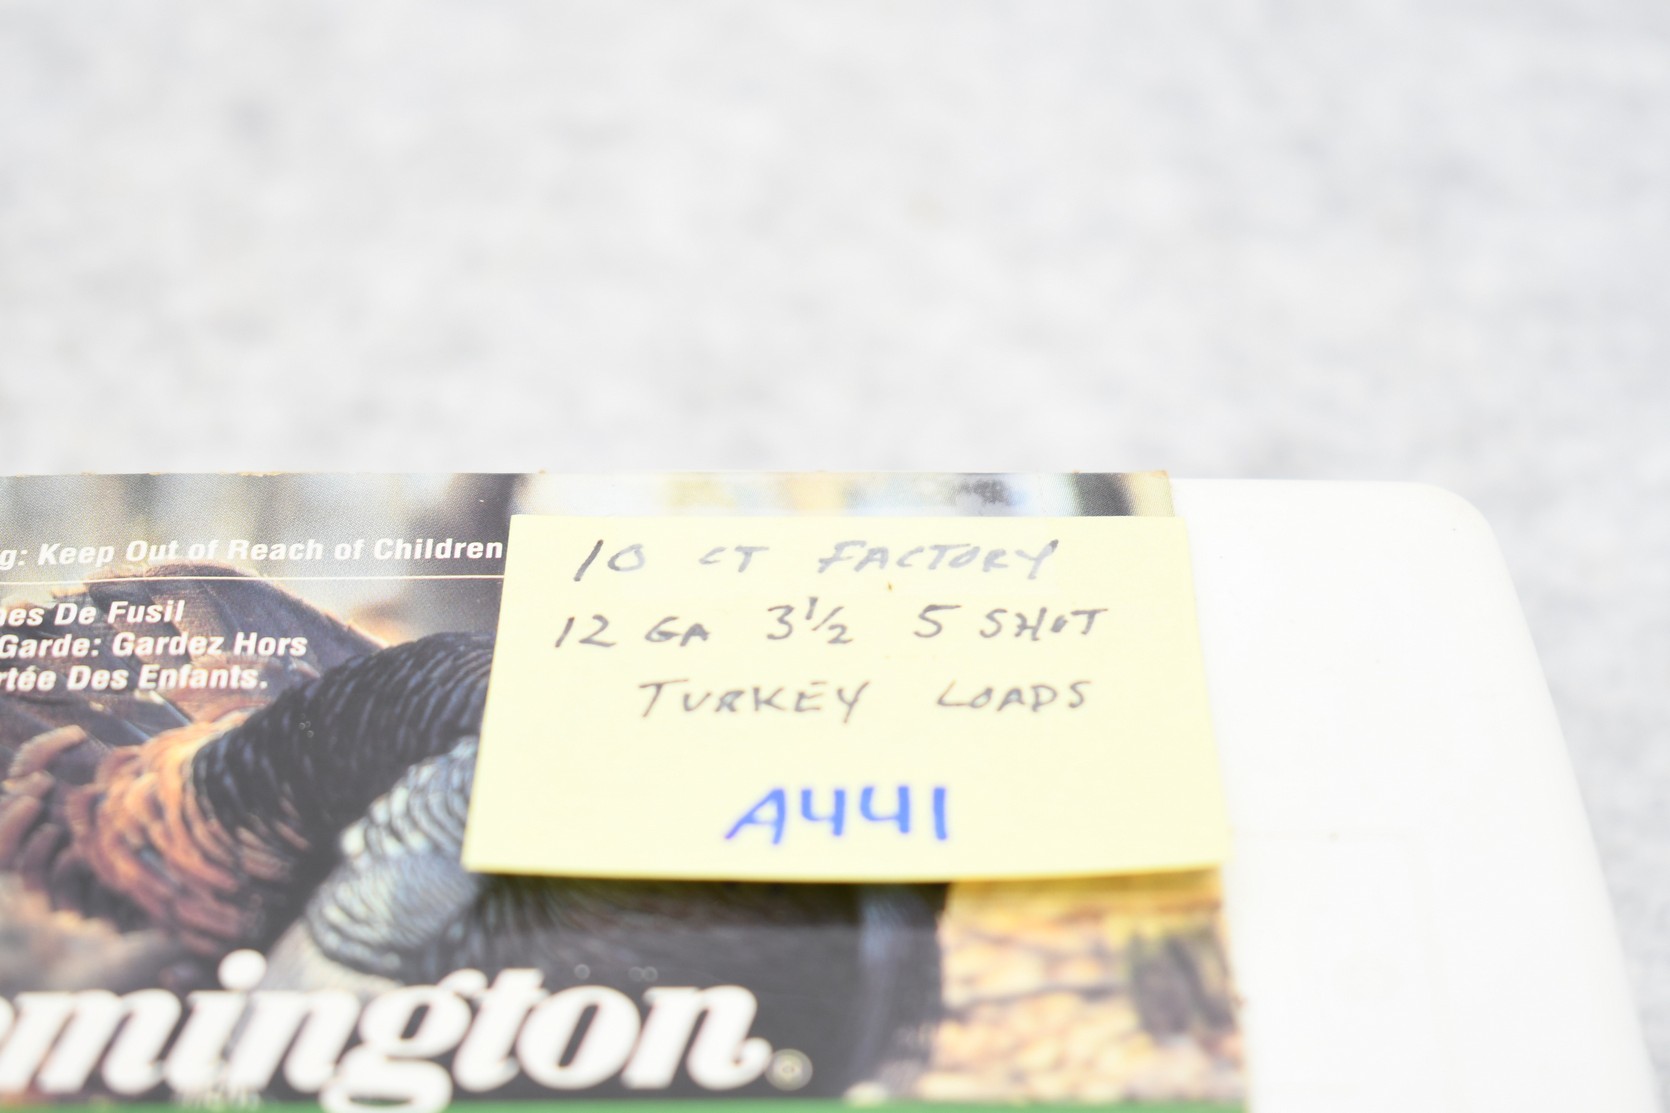 g: Keep Out of Reach of Children
nes De Fusil
Garde: Gardez Hors
rtée Des Enfants.
10 CT FACTORY
12 GA 3½ 5 SHOT
TURKEY LOADS
A441
mington®